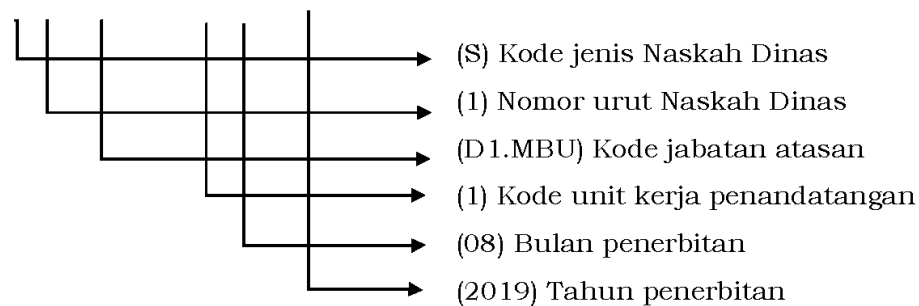 (S) Kode jenis Naskah Dinas
(1) Nomor urut Naskah Dinas
(D1.MBU) Kode jabatan atasan
(1) Kode unit kerja penandatangan
(08) Bulan penerbitan
(2019) Tahun penerbitan